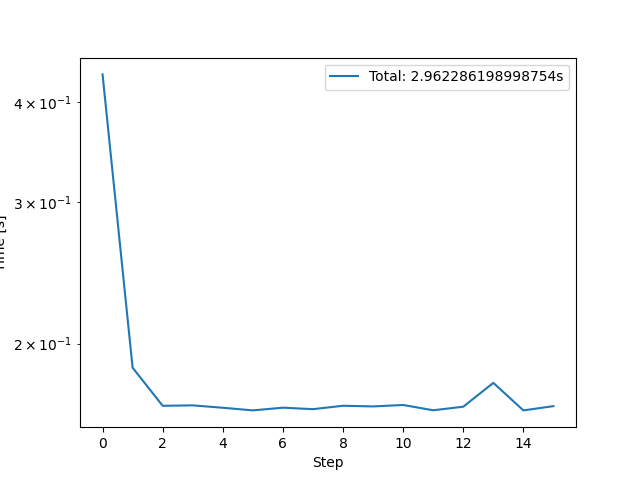 Total: 2.962286198998754s
4 × 10⁻¹
3 × 10⁻¹
2 × 10⁻¹
Time [s]
0 2 4 6 8 10 12 14
Step